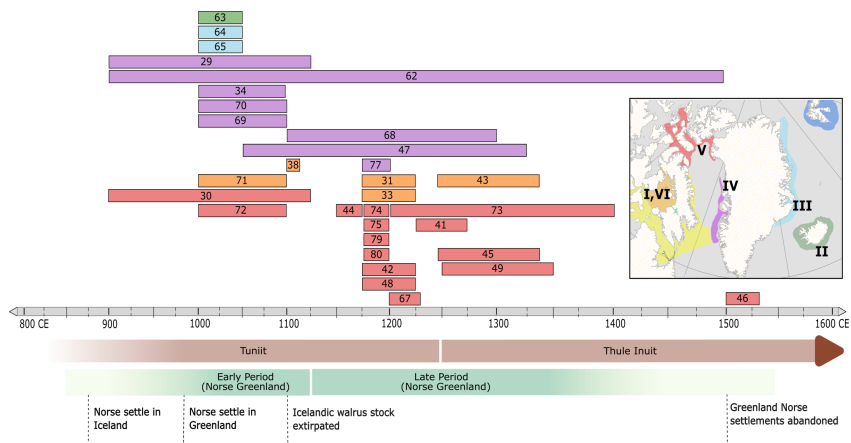 63
64
65
29
62
34
70
69
68
47
38 77
71 31 43
30 33
72 44 74 73
75 41
79
80 45
42 49
48
67 46
V
I,VI IV
III
II
800 CE 900 1000 1100 1200 1300 1400 1500 1600 CE
Tuniit Thule Inuit
Early Period
(Norse Greenland)
Late Period
(Norse Greenland)
Norse settle in
Iceland
Norse settle in
Greenland
Icelandic walrus stock
extirpated
Greenland Norse
settlements abandoned